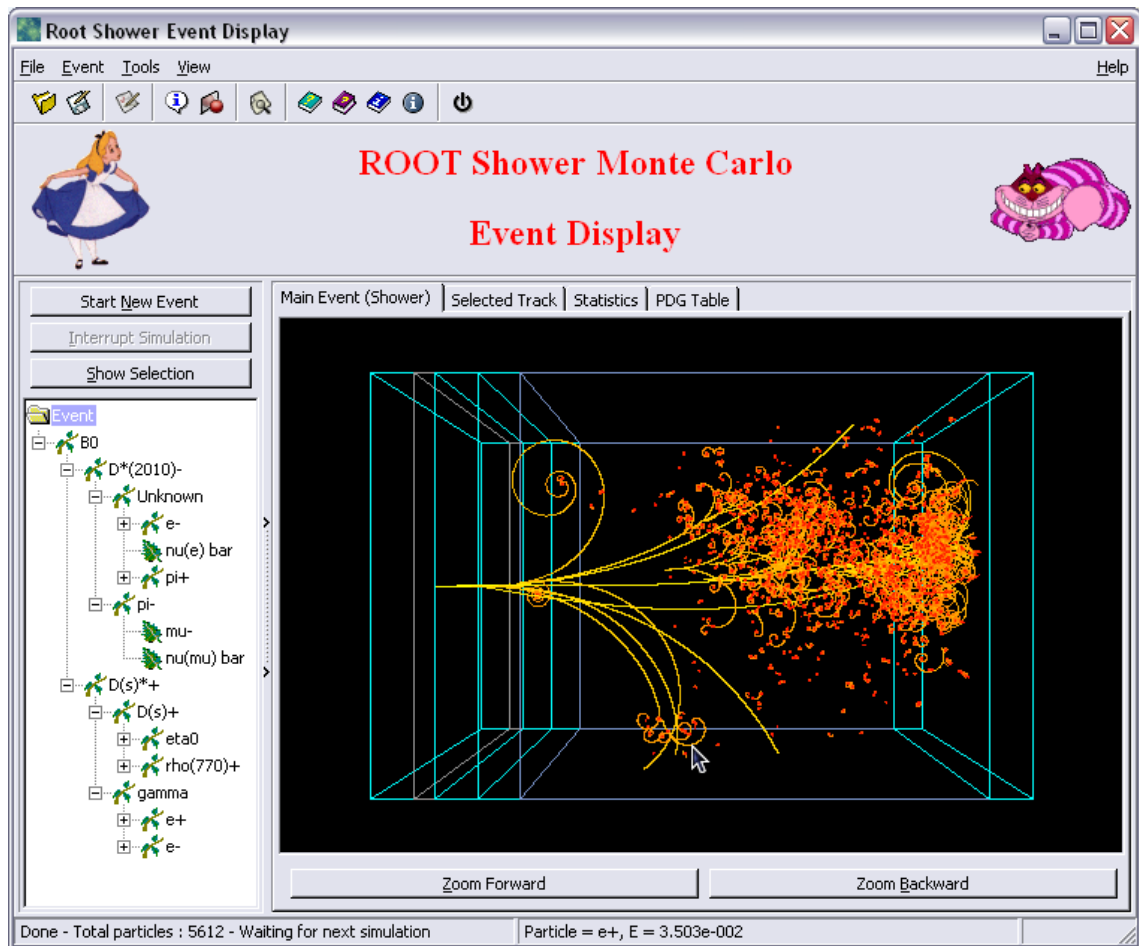 Root Shower Event Display
File Event Tools View Help
ROOT Shower Monte Carlo
Event Display
Start New Event
Interrupt Simulation
Show Selection
Event
B0
D*(2010)-
Unknown
e-
nu(e) bar
pi+
pi-
mu-
nu(mu) bar
D(s)*+
D(s)+
eta0
rho(770)+
gamma
e+
e-
Main Event (Shower) Selected Track Statistics PDG Table
Zoom Forward Zoom Backward
Done - Total particles : 5612 - Waiting for next simulation Particle = e+, E = 3.503e-002